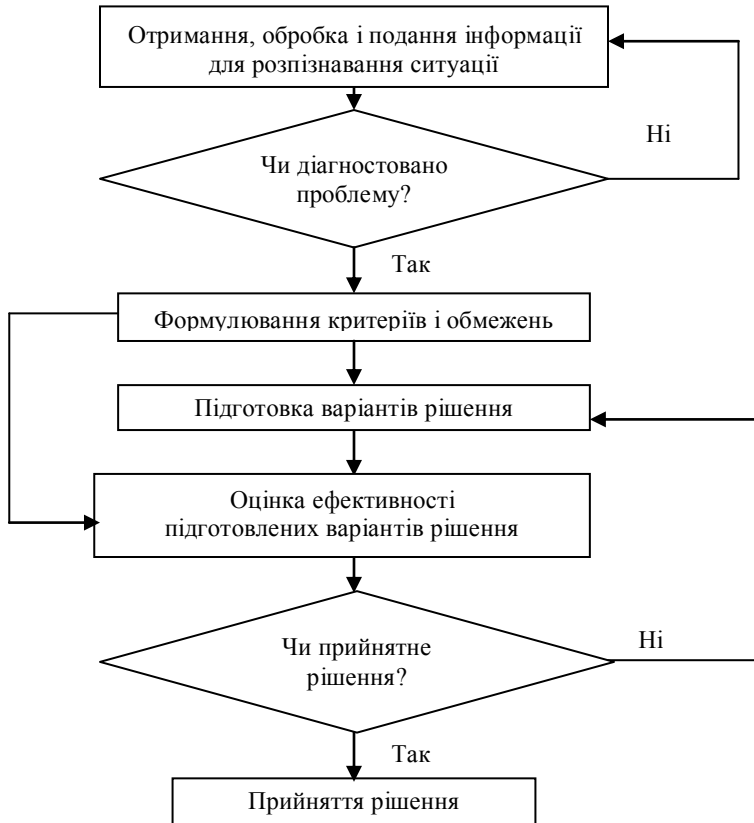 Отримання, обробка і подання інформації
для розпізнавання ситуації
Ні
Чи діагностовано
проблему?
Так
Формулювання критеріїв і обмежень
Підготовка варіантів рішення
Оцінка ефективності
підготовлених варіантів рішення
Чи прийнятне
рішення?
Ні
Так
Прийняття рішення